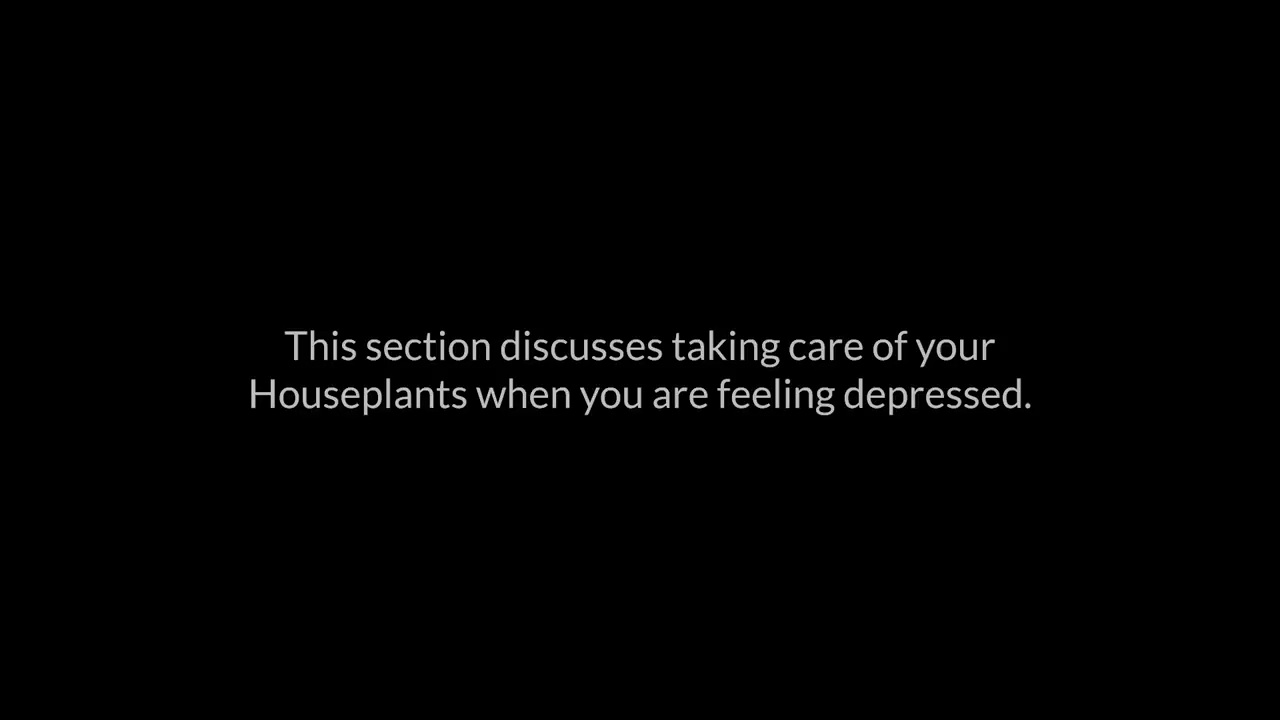 This section discusses taking care of your
Houseplants when you are feeling depressed.